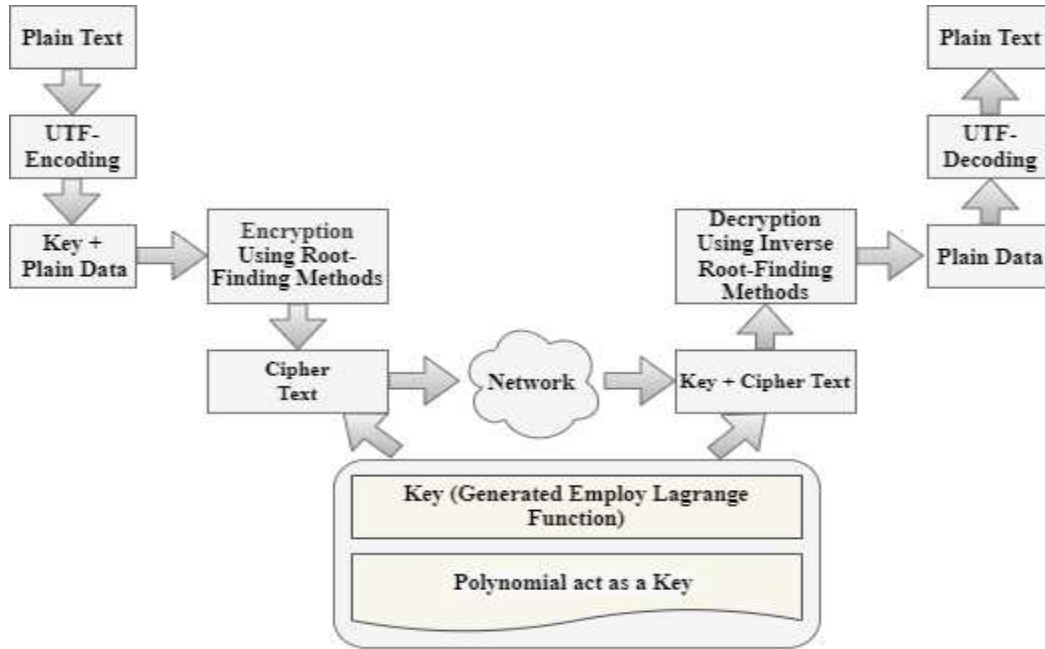 Plain Text
UTF-
Encoding
Key +
Plain Data
Encryption
Using Root-
Finding Methods
Cipher
Text
Network
Key + Cipher Text
Decryption
Using Inverse
Root-Finding
Methods
Plain Data
UTF-
Decoding
Plain Text
Key (Generated Employ Lagrange
Function)
Polynomial act as a Key